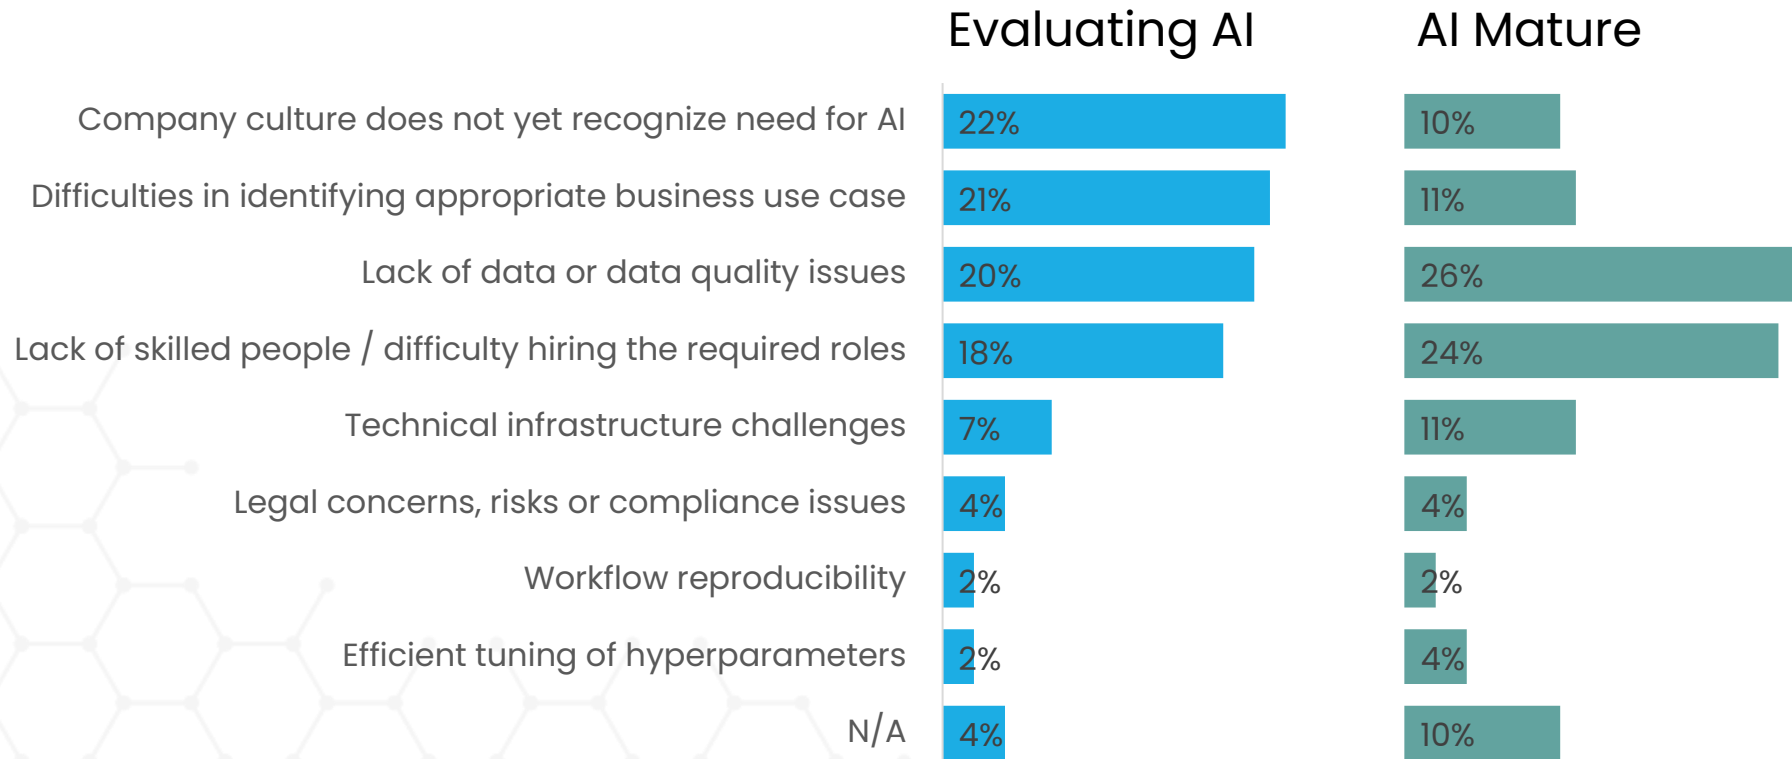 Evaluating AI AI Mature
Company culture does not yet recognize need for AI 22% 10%
Difficulties in identifying appropriate business use case 21% 11%
Lack of data or data quality issues 20% 26%
Lack of skilled people / difficulty hiring the required roles 18% 24%
Technical infrastructure challenges 7% 11%
Legal concerns, risks or compliance issues 4% 4%
Workflow reproducibility 2% 2%
Efficient tuning of hyperparameters 2% 4%
N/A 4% 10%